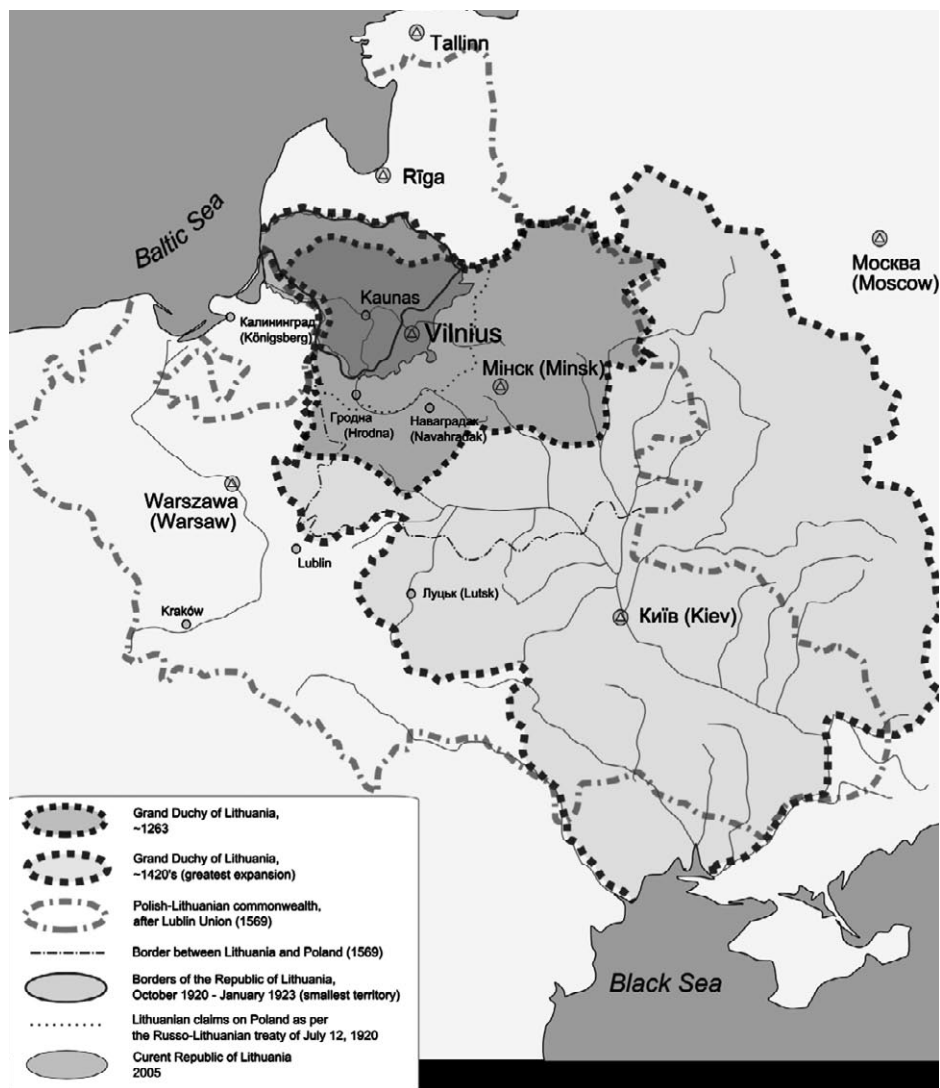 Tallinn
Rīga
Baltic Sea
Москва
(Moscow)
Kaunas
Калининград
(Königsberg)
Vilnius
Мінск (Minsk)
Гродна
(Hrodna)
Наваградак
(Navahradak)
Warszawa
(Warsaw)
Lublin
Луцьк (Lutsk)
Kraków
Київ (Kiev)
Black Sea
Grand Duchy of Lithuania,
~1263
Grand Duchy of Lithuania,
~1420's (greatest expansion)
Polish-Lithuanian commonwealth,
after Lublin Union (1569)
Border between Lithuania and Poland (1569)
Borders of the Republic of Lithuania,
October 1920 - January 1923 (smallest territory)
Lithuanian claims on Poland as per
the Russo-Lithuanian treaty of July 12, 1920
Curent Republic of Lithuania
2005